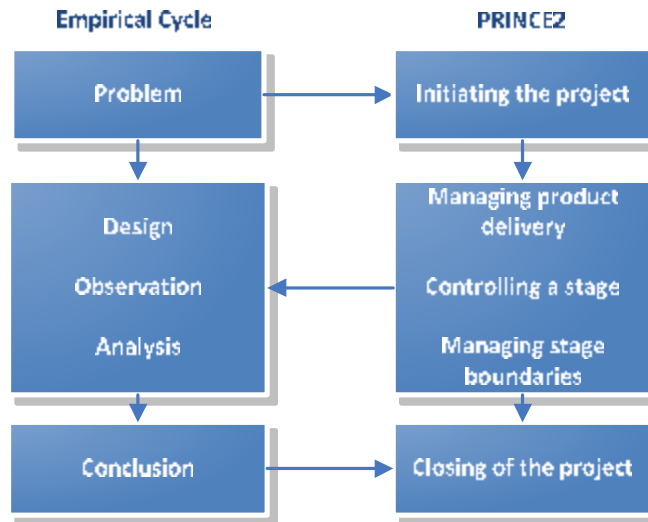 Empirical Cycle
PRINCE2
Problem
Initiating the project
Design
Observation
Analysis
Managing product
delivery
Controlling a stage
Managing stage
boundaries
Conclusion
Closing of the project